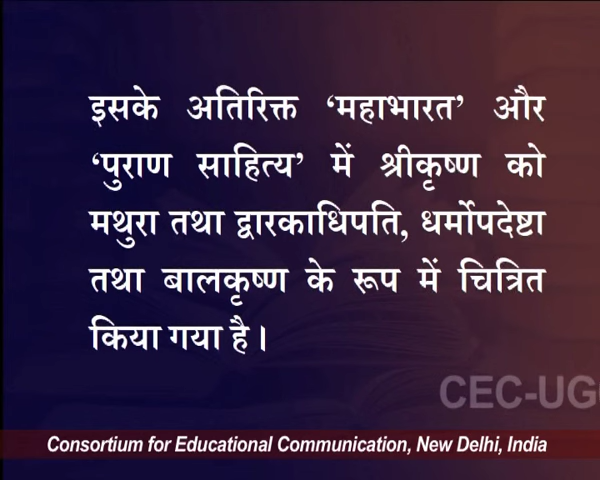 इसके अतिरिक्त ‘महाभारत’ और
‘पुराण साहित्य’ में श्रीकृष्ण को
मथुरा तथा द्वारकाधिपति, धर्मोपदेष्टा
तथा बालकृष्ण के रूप में चित्रित
किया गया है।
CEC-UG
Consortium for Educational Communication, New Delhi, India